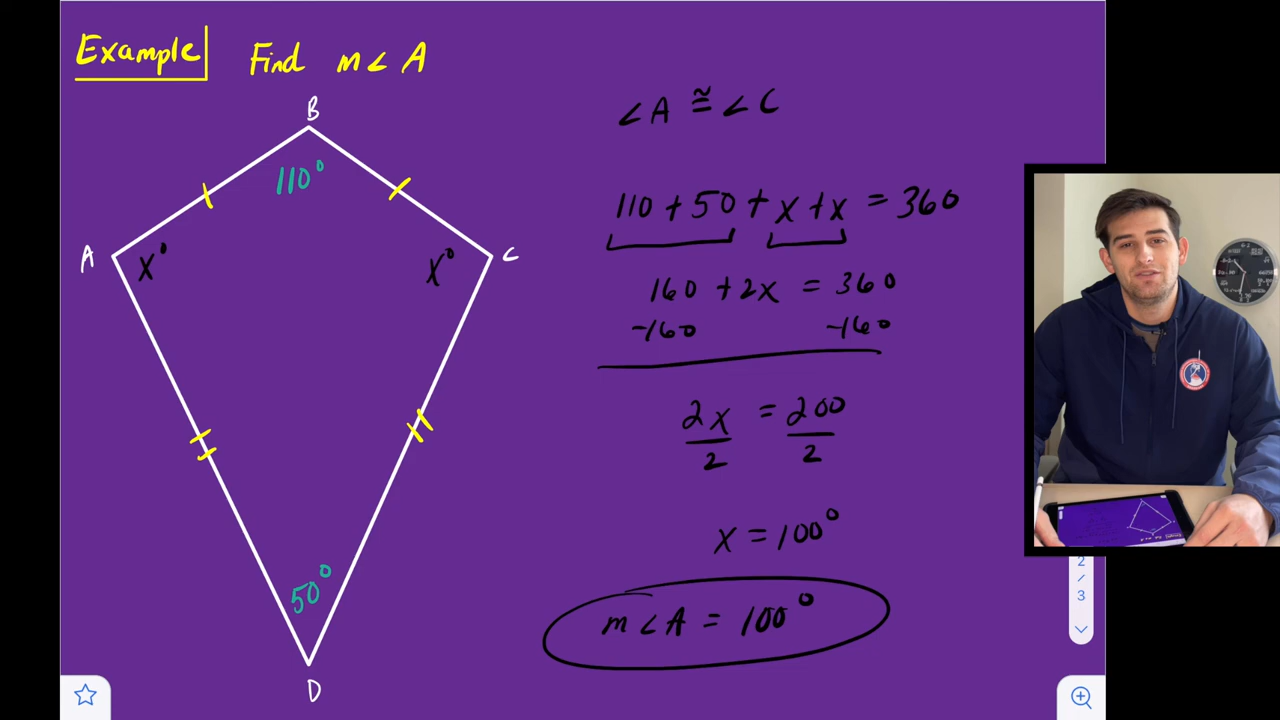 Example Find m∠A
B
110°
A x° x° C
50°
D
∠A ≅ ∠C
110 + 50 + x + x = 360
160 + 2x = 360
-160 -160
2x = 200
2 2
x = 100°
m∠A = 100°
2
/
3